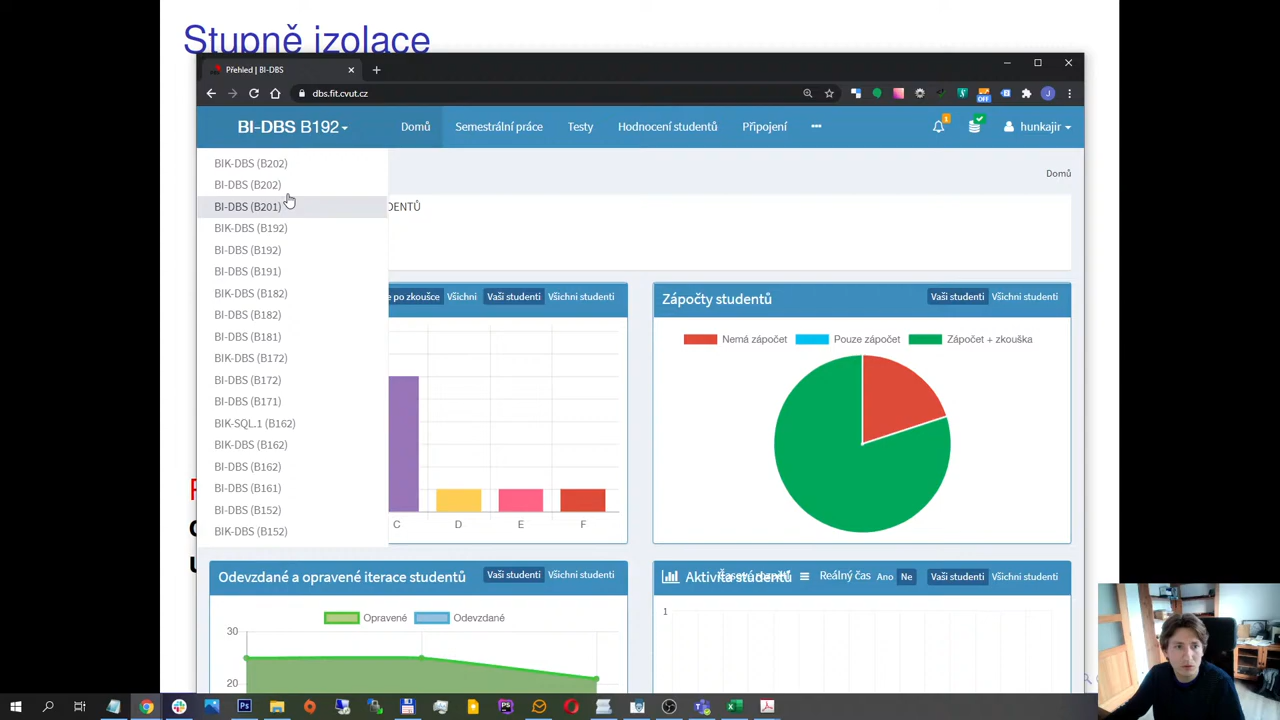 Stupně izolace
Přehled | BI-DBS
dbs.fit.cvut.cz
OFF
J
BI-DBS B192
Domů
Semestrální práce
Testy
Hodnocení studentů
Připojení
1
hunkajir
BIK-DBS (B202)
BI-DBS (B202)
BI-DBS (B201)
BIK-DBS (B192)
BI-DBS (B192)
BI-DBS (B191)
BIK-DBS (B182)
BI-DBS (B182)
BI-DBS (B181)
BIK-DBS (B172)
BI-DBS (B172)
BI-DBS (B171)
BIK-SQL.1 (B162)
BIK-DBS (B162)
BI-DBS (B162)
BI-DBS (B161)
BI-DBS (B152)
BIK-DBS (B152)
Domů
DENTŮ
e po zkoušce Všichni Vaši studenti Všichni studenti
C D E F
Zápočty studentů Vaši studenti Všichni studenti
Nemá zápočet Pouze zápočet Zápočet + zkouška
Odevzdané a opravené iterace studentů Vaši studenti Všichni studenti
Opravené Odevzdané
30
20
Aktivita studentů Reálný čas Ano Ne Vaši studenti Všichni studenti
1